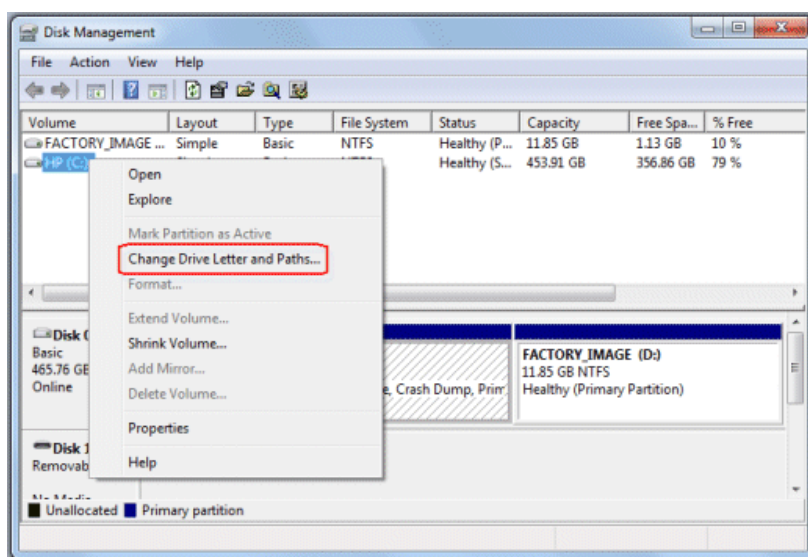 Disk Management
File Action View Help
Volume Layout Type File System Status Capacity Free Spa... % Free
FACTORY_IMAGE ... Simple Basic NTFS Healthy (P... 11.85 GB 1.13 GB 10 %
HP (C:) Healthy (S... 453.91 GB 356.86 GB 79 %
Open
Explore
Mark Partition as Active
Change Drive Letter and Paths...
Format...
Extend Volume...
Shrink Volume...
Add Mirror...
Delete Volume...
Properties
Help
Disk
Basic
465.76 GB
Online
e, Crash Dump, Prim
FACTORY_IMAGE (D:)
11.85 GB NTFS
Healthy (Primary Partition)
Disk 1
Removab
Unallocated Primary partition